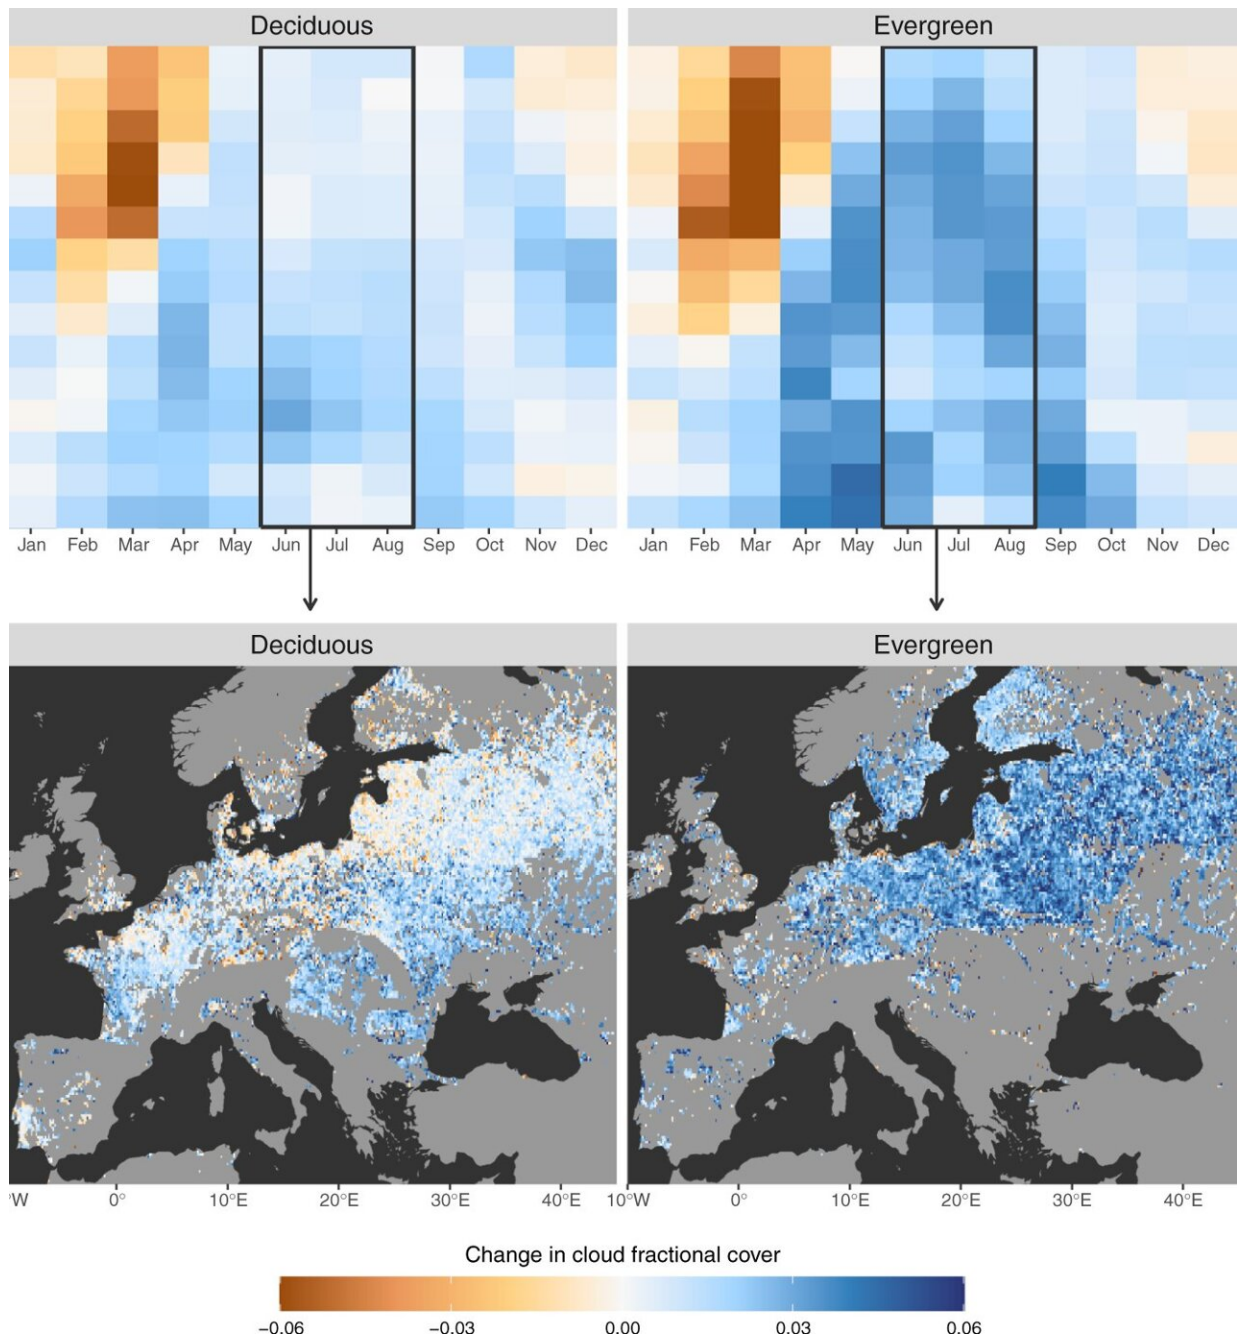 Deciduous Evergreen
Jan Feb Mar Apr May Jun Jul Aug Sep Oct Nov Dec Jan Feb Mar Apr May Jun Jul Aug Sep Oct Nov Dec
Deciduous Evergreen
°W 0° 10°E 20°E 30°E 40°E °W 0° 10°E 20°E 30°E 40°E
Change in cloud fractional cover
−0.06 −0.03 0.00 0.03 0.06